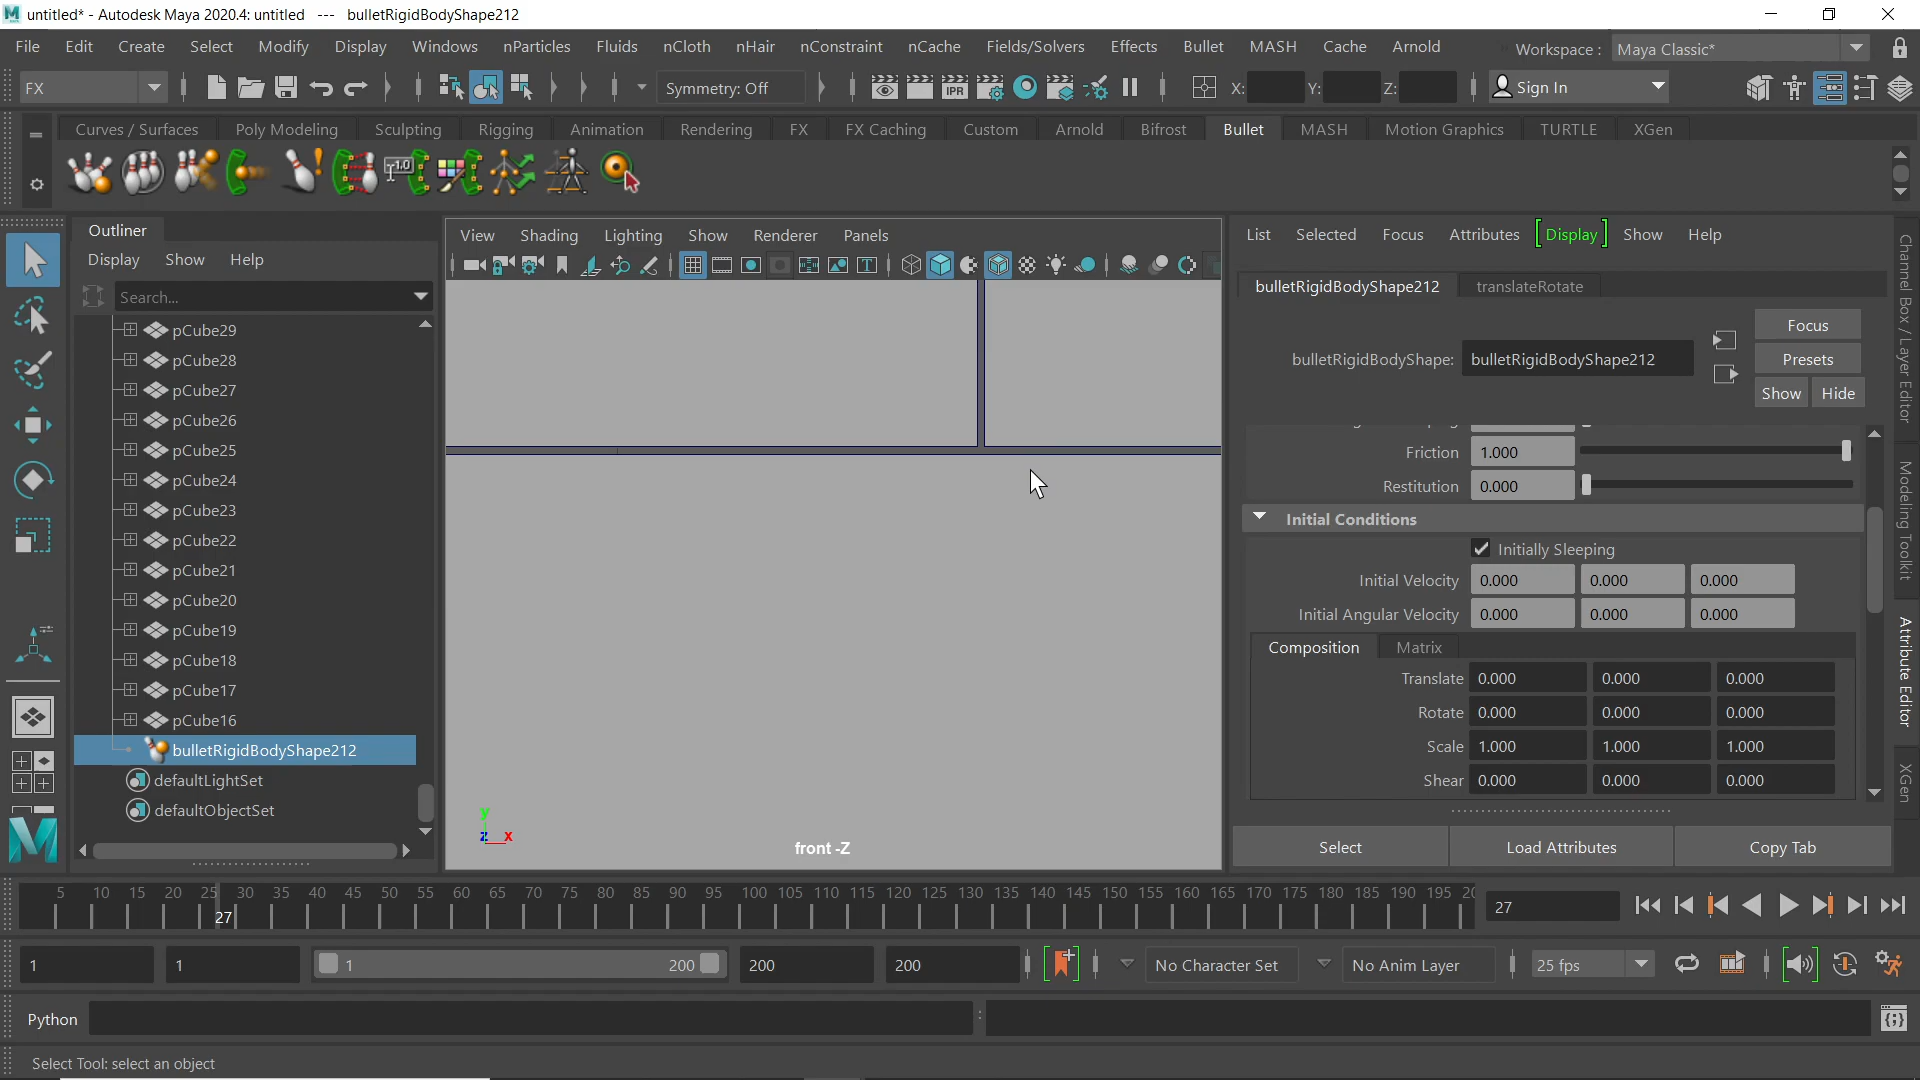 untitled* - Autodesk Maya 2020.4: untitled --- bulletRigidBodyShape212
File Edit Create Select Modify Display Windows nParticles Fluids nCloth nHair nConstraint nCache Fields/Solvers Effects Bullet MASH Cache Arnold Workspace : Maya Classic*
FX Symmetry: Off IPR X: Y: Z: Sign In
Curves / Surfaces Poly Modeling Sculpting Rigging Animation Rendering FX FX Caching Custom Arnold Bifrost Bullet MASH Motion Graphics TURTLE XGen
Outliner
Display Show Help
Search...
pCube29
pCube28
pCube27
pCube26
pCube25
pCube24
pCube23
pCube22
pCube21
pCube20
pCube19
pCube18
pCube17
pCube16
bulletRigidBodyShape212
defaultLightSet
defaultObjectSet
View Shading Lighting Show Renderer Panels
y
z x
front -Z
List Selected Focus Attributes Display Show Help
bulletRigidBodyShape212 translateRotate
bulletRigidBodyShape: bulletRigidBodyShape212
Focus
Presets
Show Hide
Friction 1.000
Restitution 0.000
Initial Conditions
Initially Sleeping
Initial Velocity 0.000 0.000 0.000
Initial Angular Velocity 0.000 0.000 0.000
Composition Matrix
Translate 0.000 0.000 0.000
Rotate 0.000 0.000 0.000
Scale 1.000 1.000 1.000
Shear 0.000 0.000 0.000
Select Load Attributes Copy Tab
Channel Box / Layer Editor
Modeling Toolkit
Attribute Editor
XGen
5 10 15 20 25 30 35 40 45 50 55 60 65 70 75 80 85 90 95 100 105 110 115 120 125 130 135 140 145 150 155 160 165 170 175 180 185 190 195
27 27
1 1 1 200 200 200 No Character Set No Anim Layer 25 fps
Python
Select Tool: select an object